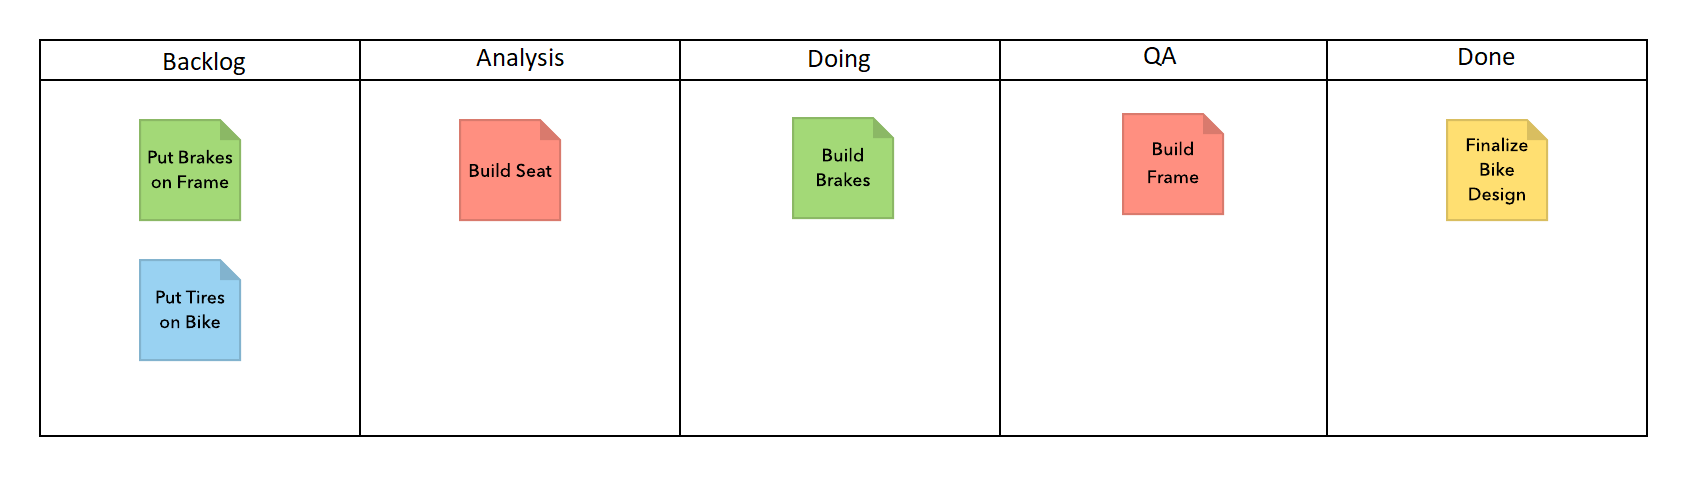 Backlog
Analysis
Doing
QA
Done
Put Brakes
on Frame
Build Seat
Build
Brakes
Build
Frame
Finalize
Bike
Design
Put Tires
on Bike